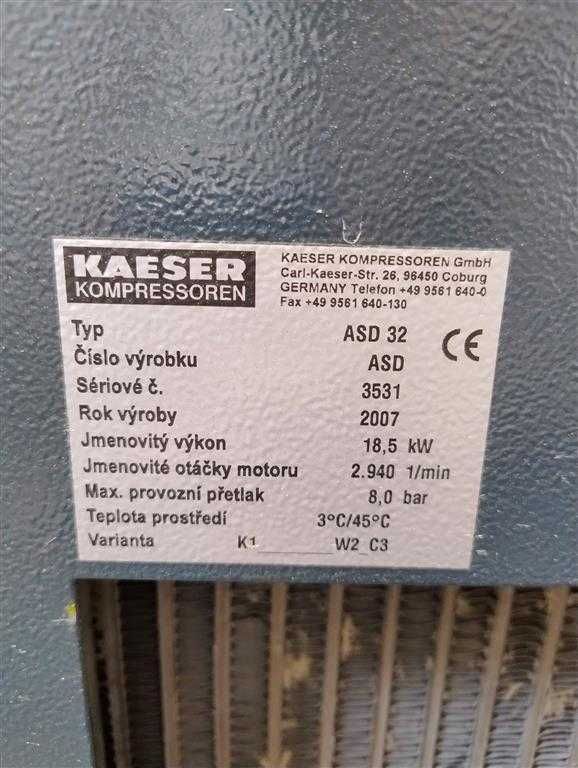 KAESER
KOMPRESSOREN
KAESER KOMPRESSOREN GmbH
Carl-Kaeser-Str. 26, 96450 Coburg
GERMANY Telefon +49 9561 640-0
Fax +49 9561 640-130
Typ ASD 32 CE
Číslo výrobku ASD
Sériové č. 3531
Rok výroby 2007
Jmenovitý výkon 18,5 kW
Jmenovité otáčky motoru 2.940 1/min
Max. provozní přetlak 8,0 bar
Teplota prostředí 3°C/45°C
Varianta K1_______W2_C3